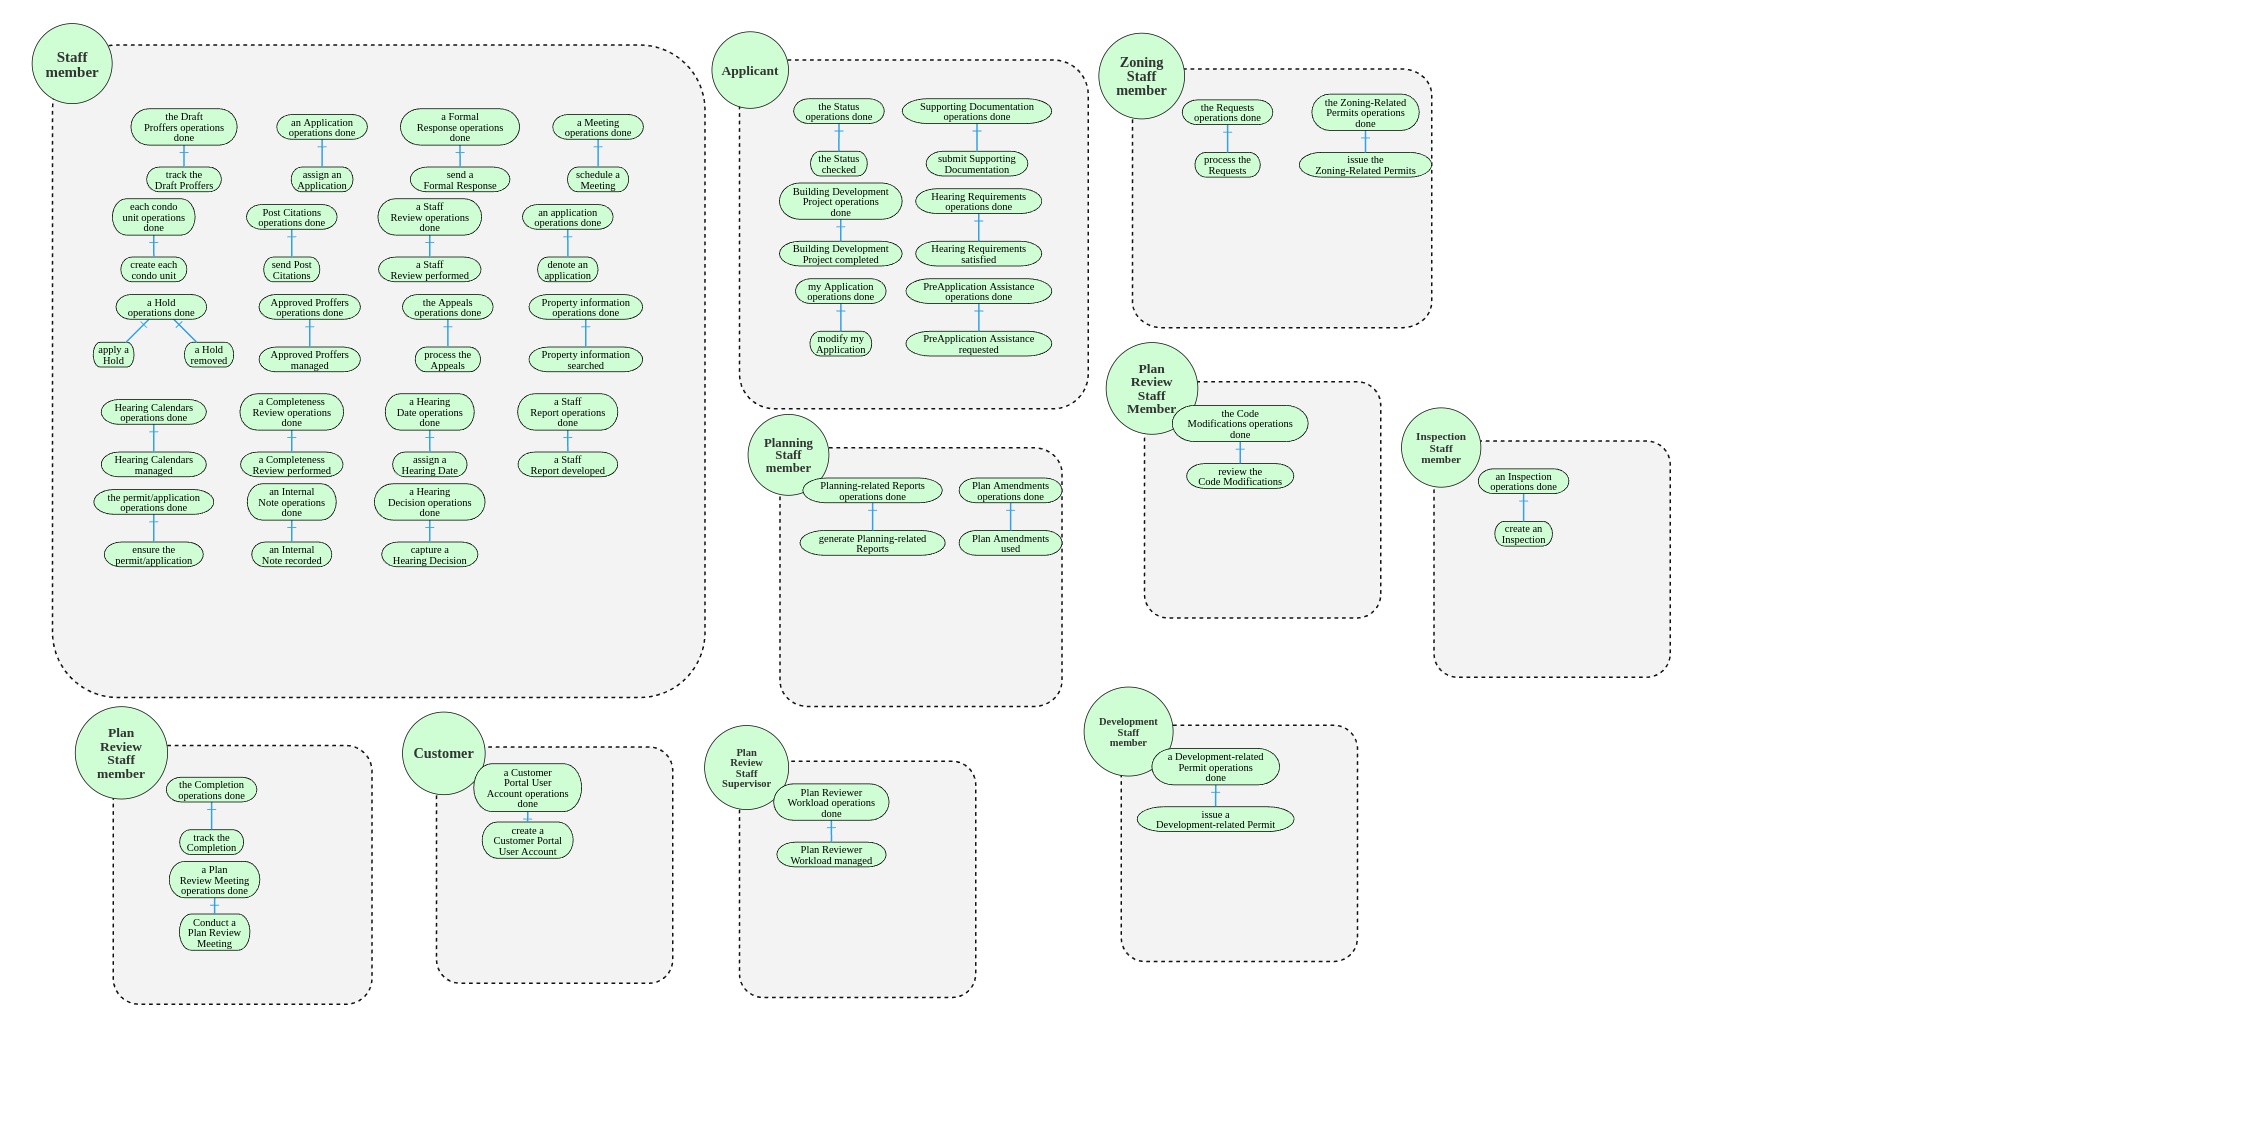 Staff
member
the Draft
Proffers operations
done
an Application
operations done
a Formal
Response operations
done
a Meeting
operations done
track the
Draft Proffers
assign an
Application
send a
Formal Response
schedule a
Meeting
each condo
unit operations
done
Post Citations
operations done
a Staff
Review operations
done
an application
operations done
create each
condo unit
send Post
Citations
a Staff
Review performed
denote an
application
a Hold
operations done
Approved Proffers
operations done
the Appeals
operations done
Property information
operations done
apply a
Hold
a Hold
removed
Approved Proffers
managed
process the
Appeals
Property information
searched
Hearing Calendars
operations done
a Completeness
Review operations
done
a Hearing
Date operations
done
a Staff
Report operations
done
Hearing Calendars
managed
a Completeness
Review performed
assign a
Hearing Date
a Staff
Report developed
the permit/application
operations done
an Internal
Note operations
done
a Hearing
Decision operations
done
ensure the
permit/application
an Internal
Note recorded
capture a
Hearing Decision
Applicant
the Status
operations done
Supporting Documentation
operations done
the Status
checked
submit Supporting
Documentation
Building Development
Project operations
done
Hearing Requirements
operations done
Building Development
Project completed
Hearing Requirements
satisfied
my Application
operations done
PreApplication Assistance
operations done
modify my
Application
PreApplication Assistance
requested
Zoning
Staff
member
the Requests
operations done
the Zoning-Related
Permits operations
done
process the
Requests
issue the
Zoning-Related Permits
Planning
Staff
member
Planning-related Reports
operations done
Plan Amendments
operations done
generate Planning-related
Reports
Plan Amendments
used
Plan
Review
Staff
Member
the Code
Modifications operations
done
review the
Code Modifications
Inspection
Staff
member
an Inspection
operations done
create an
Inspection
Plan
Review
Staff
member
the Completion
operations done
track the
Completion
a Plan
Review Meeting
operations done
Conduct a
Plan Review
Meeting
Customer
a Customer
Portal User
Account operations
done
create a
Customer Portal
User Account
Plan
Review
Staff
Supervisor
Plan Reviewer
Workload operations
done
Plan Reviewer
Workload managed
Development
Staff
member
a Development-related
Permit operations
done
issue a
Development-related Permit